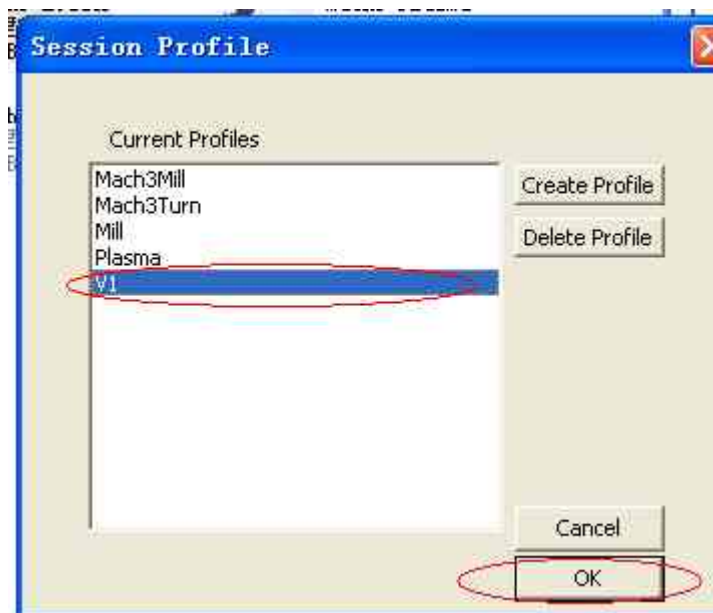 Session Profile
Current Profiles
Mach3Mill
Mach3Turn
Mill
Plasma
V1
Create Profile
Delete Profile
Cancel
OK